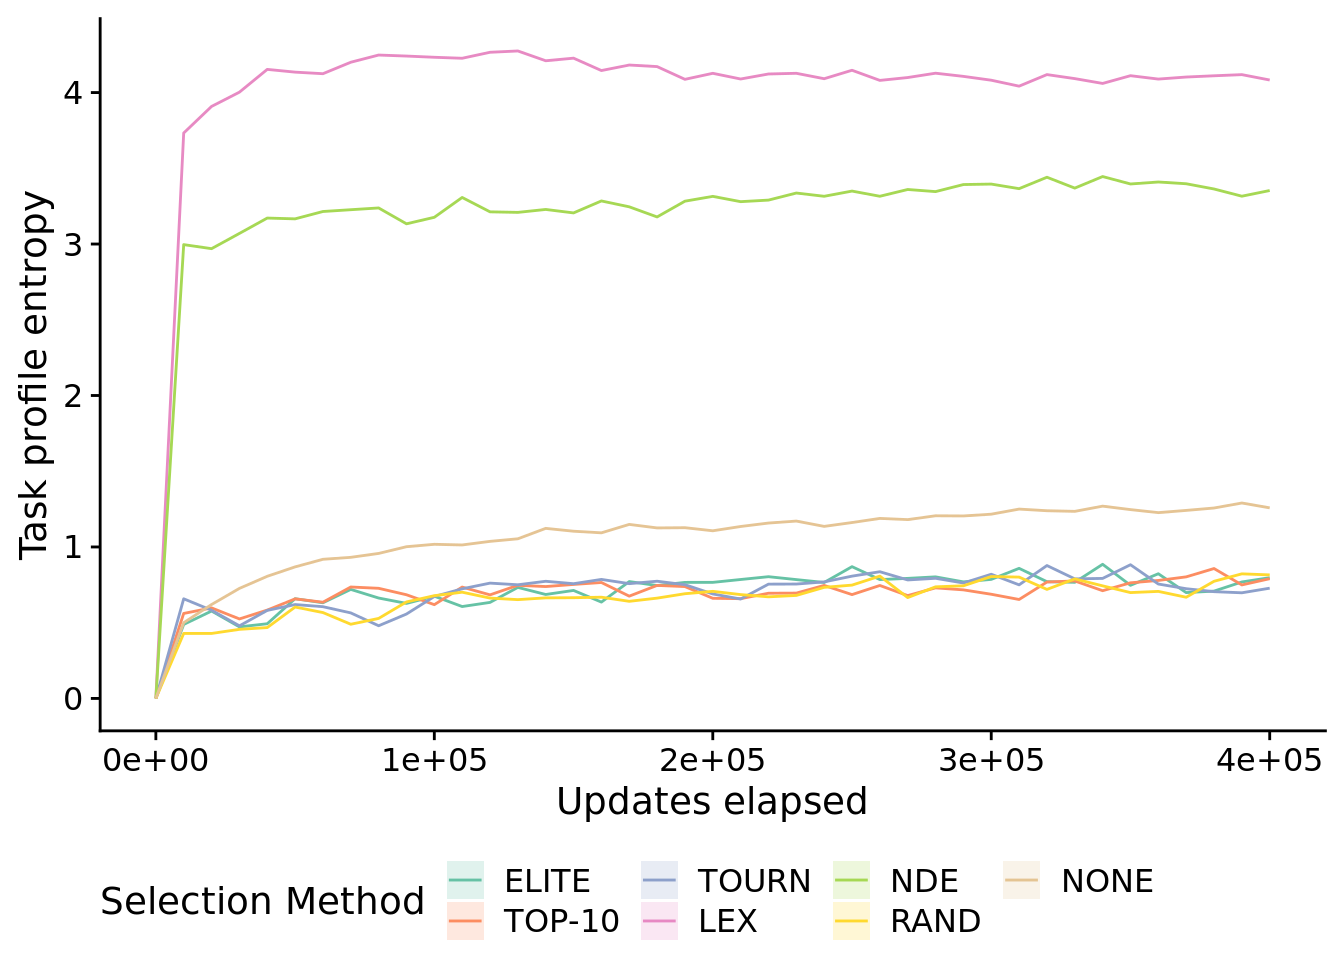 Task profile entropy
4
3
2
1
0
0e+00 1e+05 2e+05 3e+05 4e+05
Updates elapsed
Selection Method
ELITE TOURN NDE NONE
TOP-10 LEX RAND